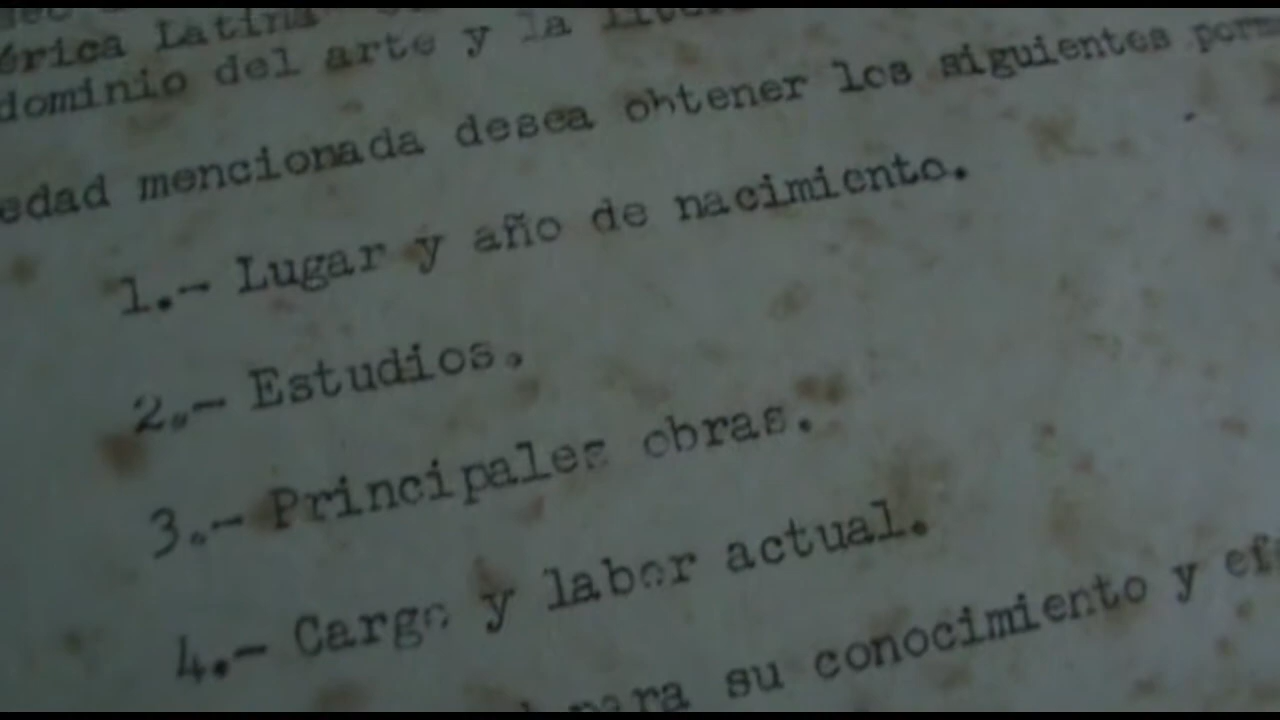 érica Latina
dominio del arte y la
edad mencionada desea obtener los siguientes
1.- Lugar y año de nacimiento.
2.- Estudios.
3.- Principales obras.
4.- Cargo y labor actual.
para su conocimiento y